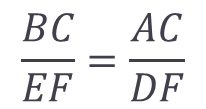 BC/EF = AC/DF